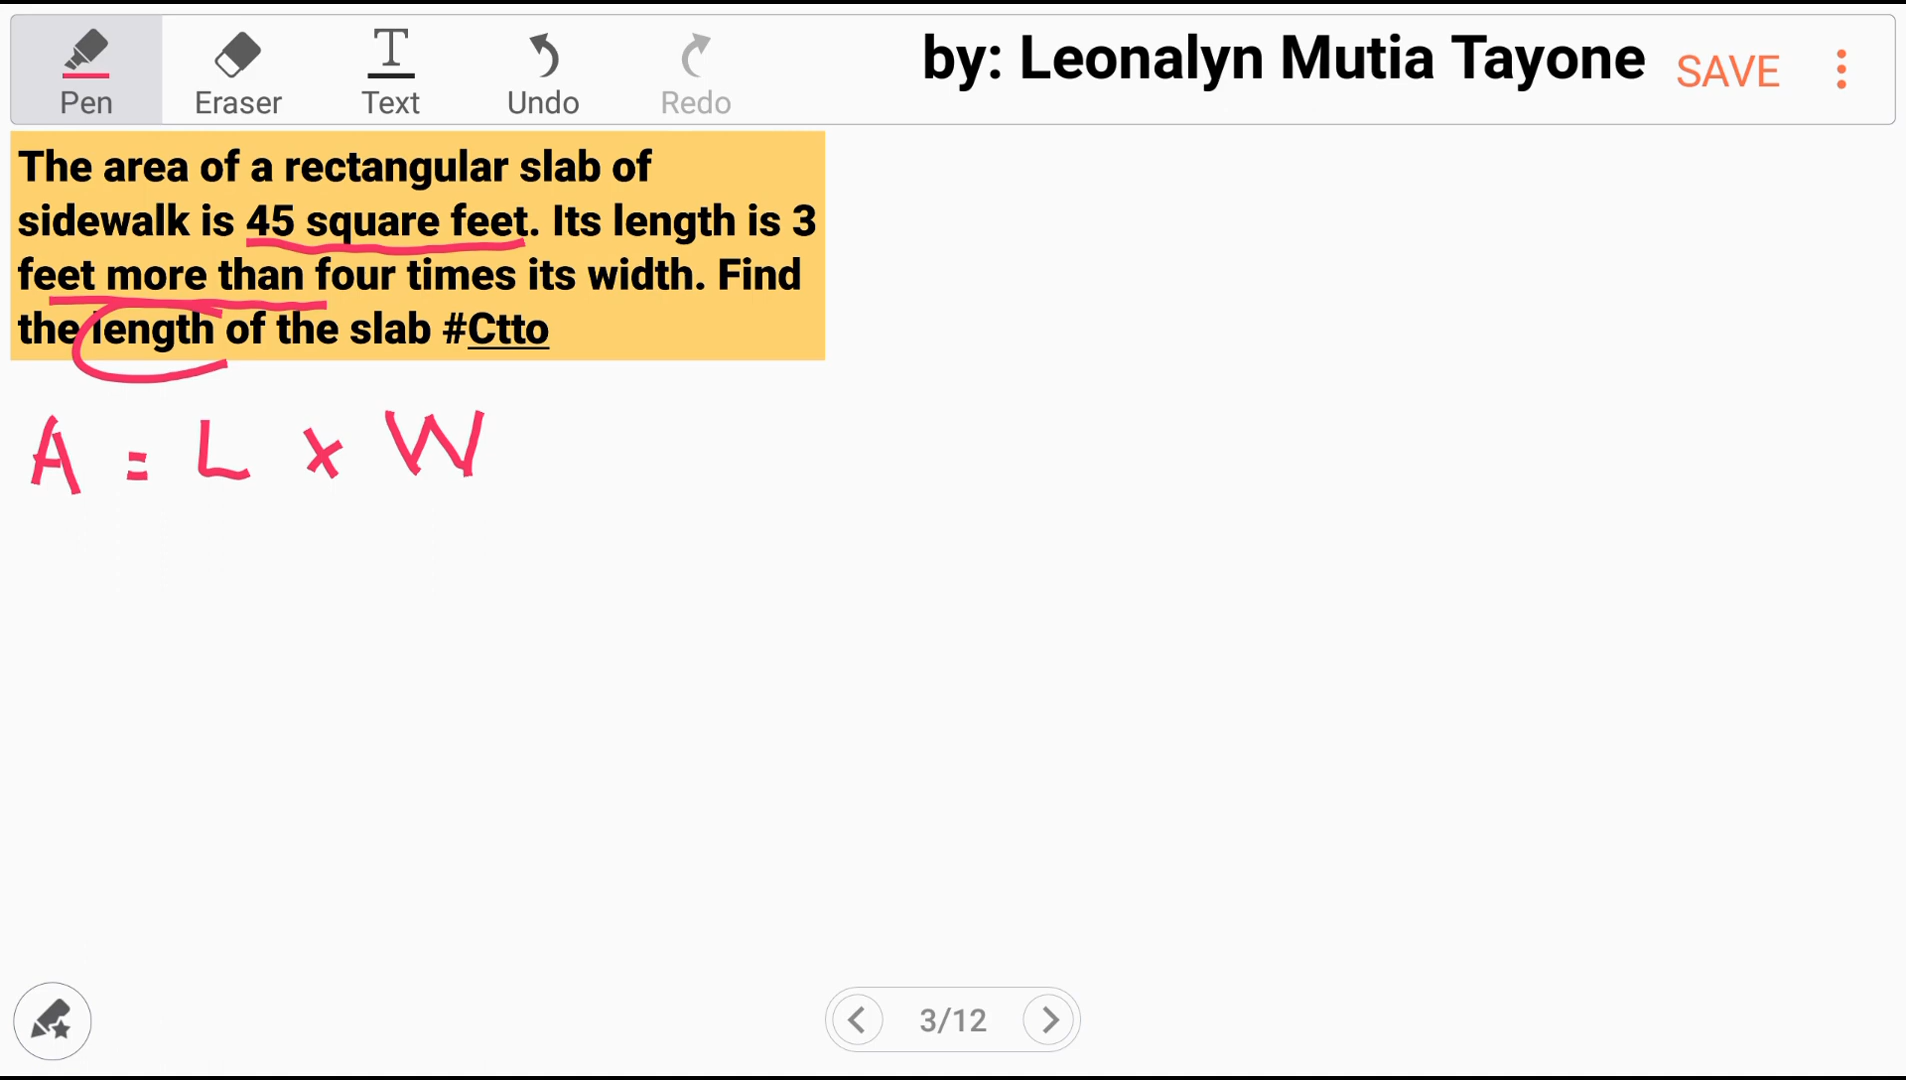 Pen Eraser Text Undo Redo by: Leonalyn Mutia Tayone SAVE
The area of a rectangular slab of
sidewalk is 45 square feet. Its length is 3
feet more than four times its width. Find
the length of the slab #Ctto
A = L x W
3/12